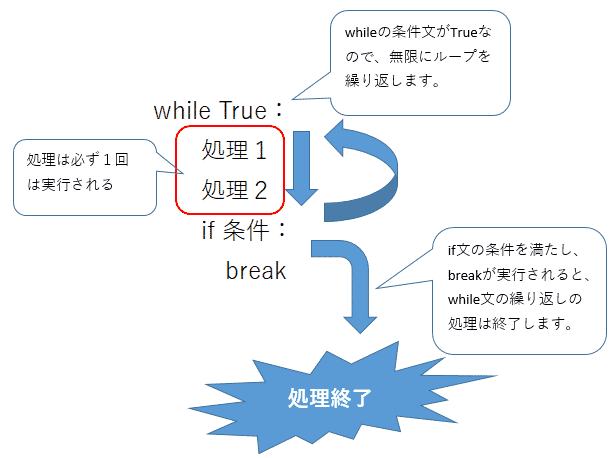 whileの条件文がTrueな
ので、無限にループを
繰り返します。
while True：
処理１
処理２
処理は必ず１回
は実行される
if 条件：
break
if文の条件を満たし、
breakが実行されると、
while文の繰り返しの
処理は終了します。
処理終了